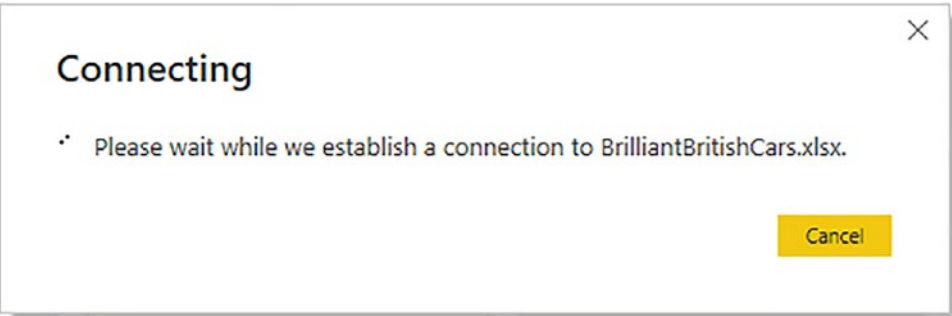 Connecting
Please wait while we establish a connection to BrilliantBritishCars.xlsx.
Cancel